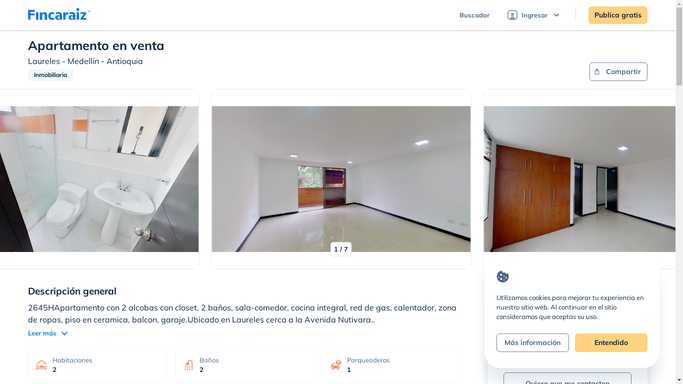 Fincaraiz
Buscador
Ingresar
Publica gratis
Apartamento en venta
Laureles - Medellín - Antioquia
Inmobiliaria
Compartir
1 / 7
Descripción general
2645HApartamento con 2 alcobas con closet, 2 baños, sala-comedor, cocina integral, red de gas, calentador, zona
de ropas, piso en ceramica, balcon, garaje.Ubicado en Laureles cerca a la Avenida Nutivara..
Leer más
Habitaciones
2
Baños
2
Parqueaderos
1
Utilizamos cookies para mejorar tu experiencia en
nuestro sitio web. Al continuar en el sitio
consideramos que aceptas su uso.
Más información
Entendido
Quiero que me contacten